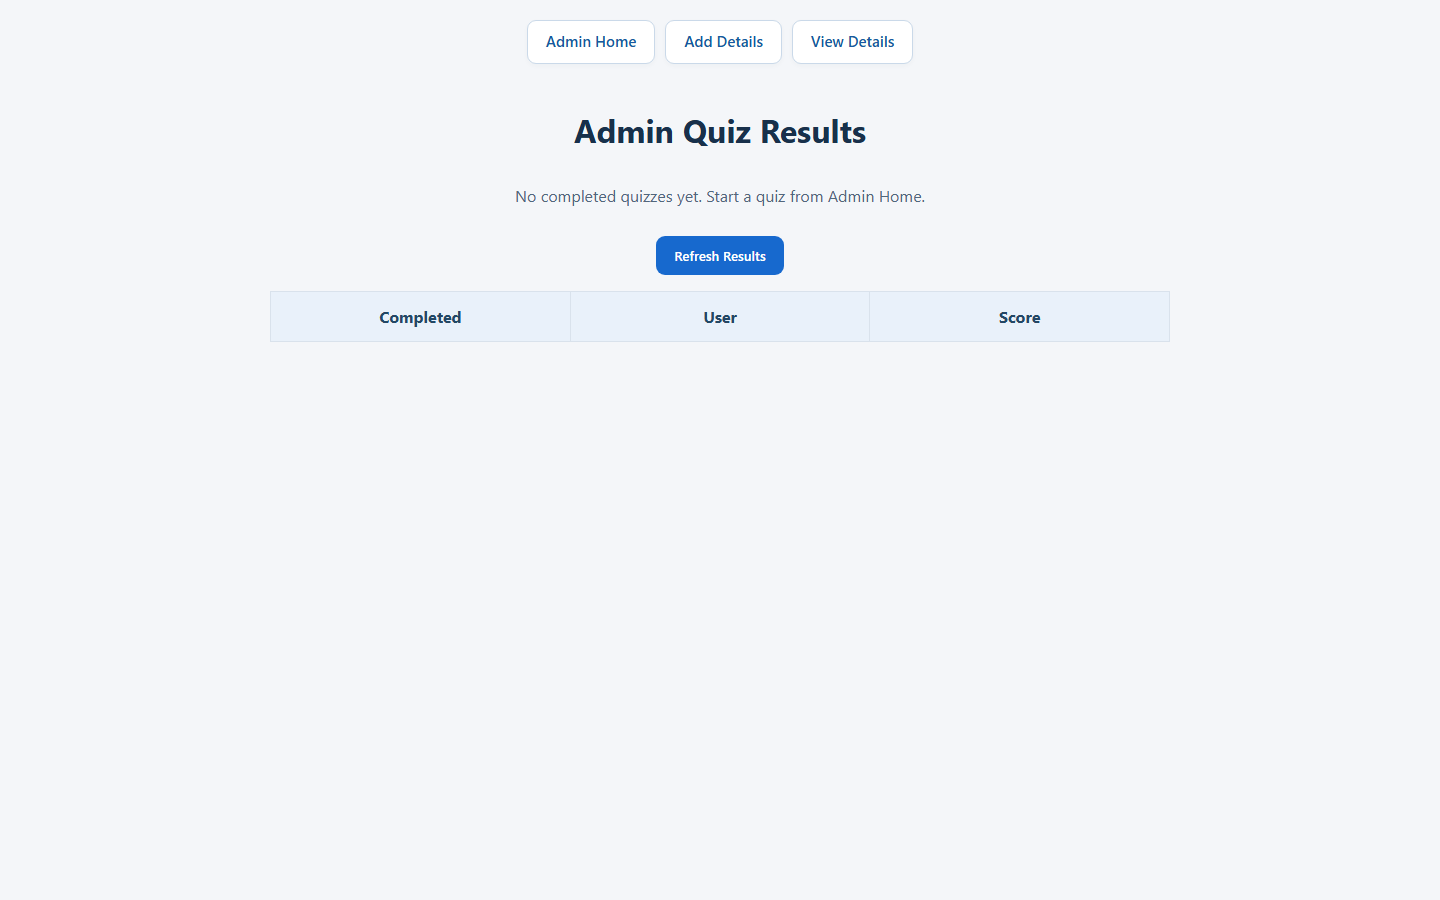 Admin Home Add Details View Details
Admin Quiz Results
No completed quizzes yet. Start a quiz from Admin Home.
Refresh Results
Completed User Score